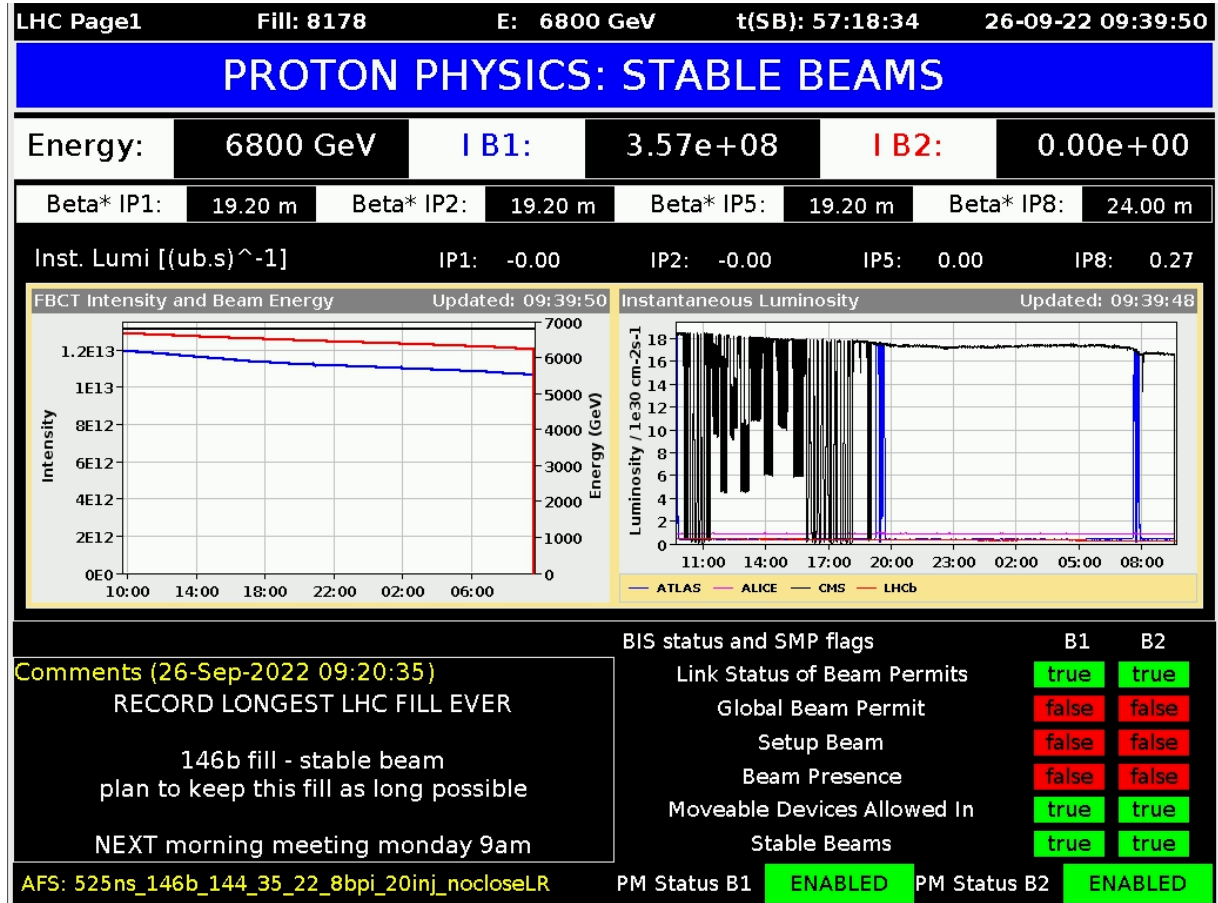 LHC Page1 Fill: 8178 E: 6800 GeV t(SB): 57:18:34 26-09-22 09:39:50
PROTON PHYSICS: STABLE BEAMS
Energy: 6800 GeV I B1: 3.57e+08 I B2: 0.00e+00
Beta* IP1: 19.20 m Beta* IP2: 19.20 m Beta* IP5: 19.20 m Beta* IP8: 24.00 m
Inst. Lumi [(ub.s)^-1] IP1: -0.00 IP2: -0.00 IP5: 0.00 IP8: 0.27
FBCT Intensity and Beam Energy Updated: 09:39:50
Intensity
1.2E13
1E13
8E12
6E12
4E12
2E12
0E0
7000
6000
5000
4000
3000
2000
1000
0
Energy (GeV)
10:00 14:00 18:00 22:00 02:00 06:00
Instantaneous Luminosity Updated: 09:39:48
Luminosity / 1e30 cm-2s-1
18
16
14
12
10
8
6
4
2
0
11:00 14:00 17:00 20:00 23:00 02:00 05:00 08:00
ATLAS ALICE CMS LHCb
Comments (26-Sep-2022 09:20:35)
RECORD LONGEST LHC FILL EVER
146b fill - stable beam
plan to keep this fill as long possible
NEXT morning meeting monday 9am
BIS status and SMP flags B1 B2
Link Status of Beam Permits true true
Global Beam Permit false false
Setup Beam false false
Beam Presence false false
Moveable Devices Allowed In true true
Stable Beams true true
AFS: 525ns_146b_144_35_22_8bpi_20inj_nocloseLR PM Status B1 ENABLED PM Status B2 ENABLED